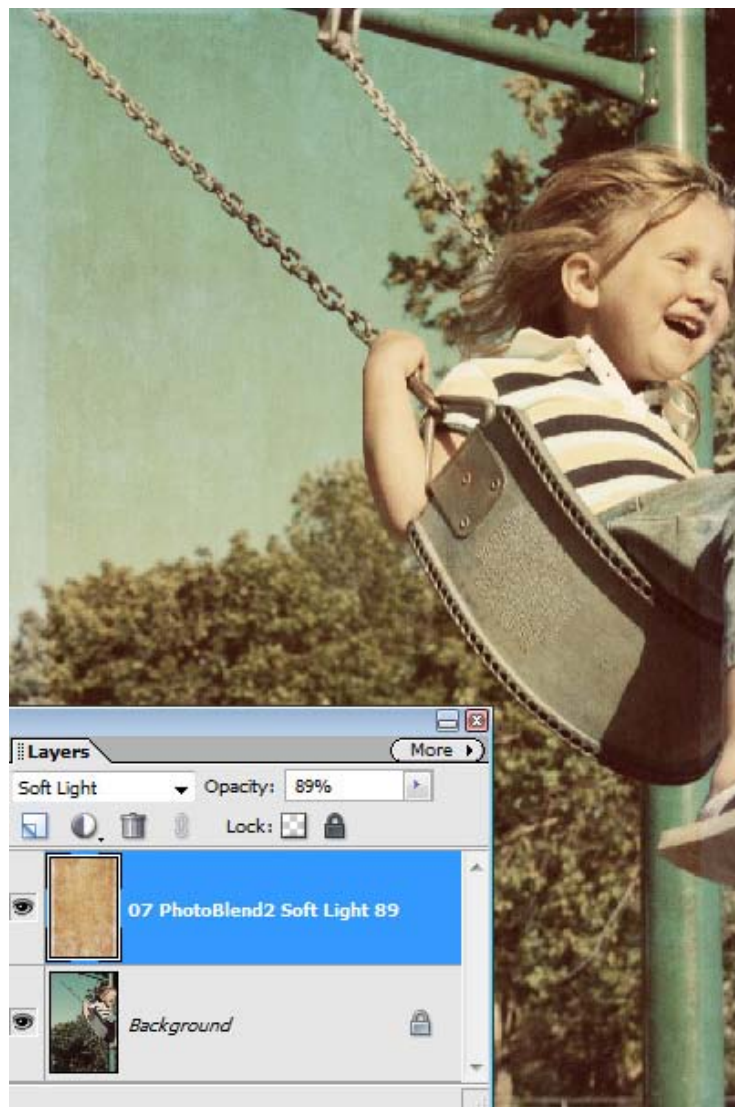 Layers
More
Soft Light Opacity: 89%
Lock:
07 PhotoBlend2 Soft Light 89
Background